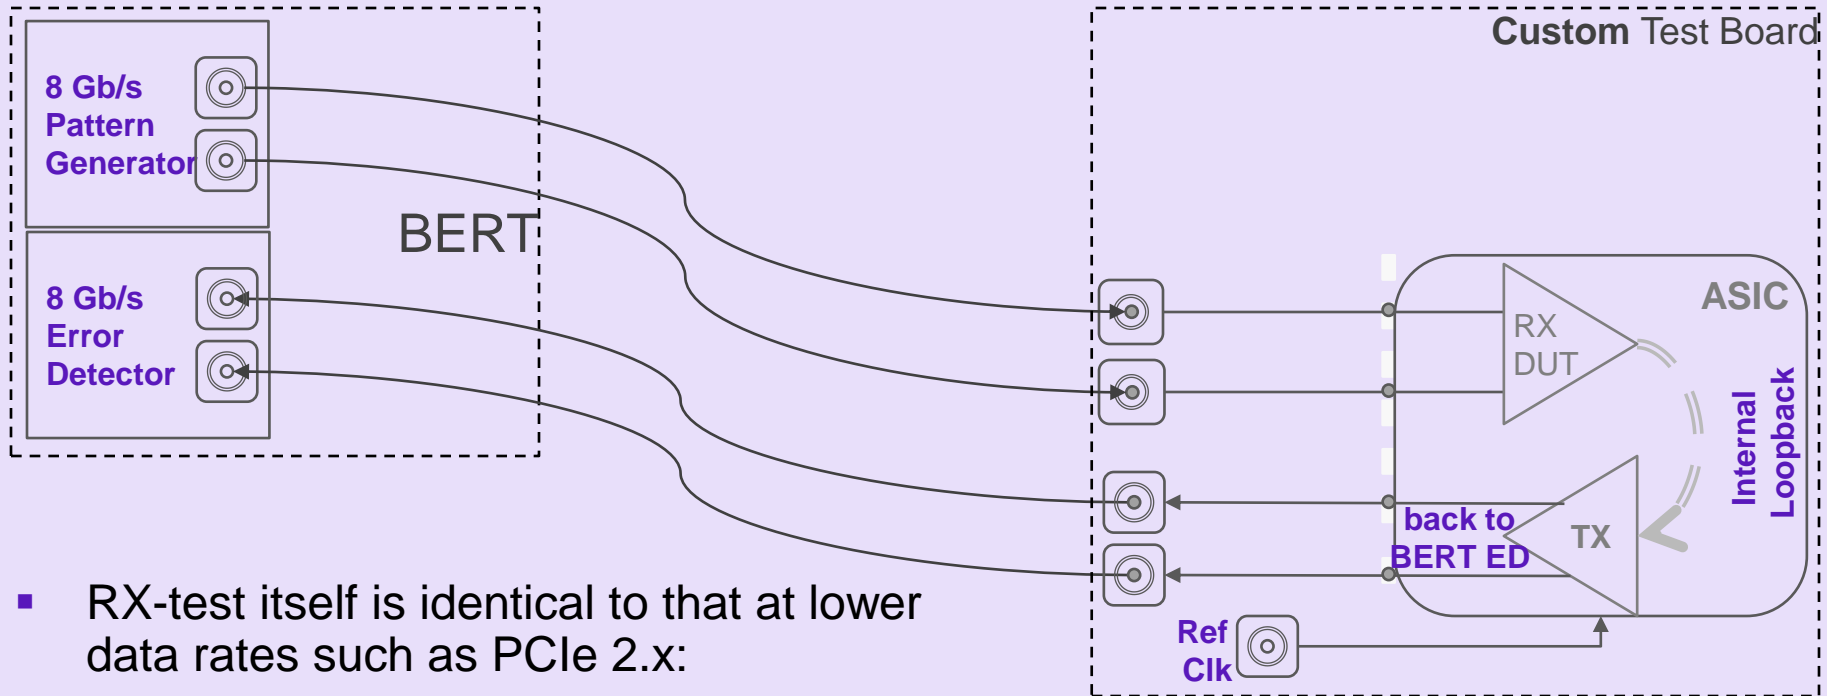 Custom Test Board
8 Gb/s
Pattern
Generator
BERT
8 Gb/s
Error
Detector
ASIC
RX
DUT
Internal
Loopback
back to
BERT ED
TX
Ref
Clk
▪ RX-test itself is identical to that at lower
data rates such as PCIe 2.x: